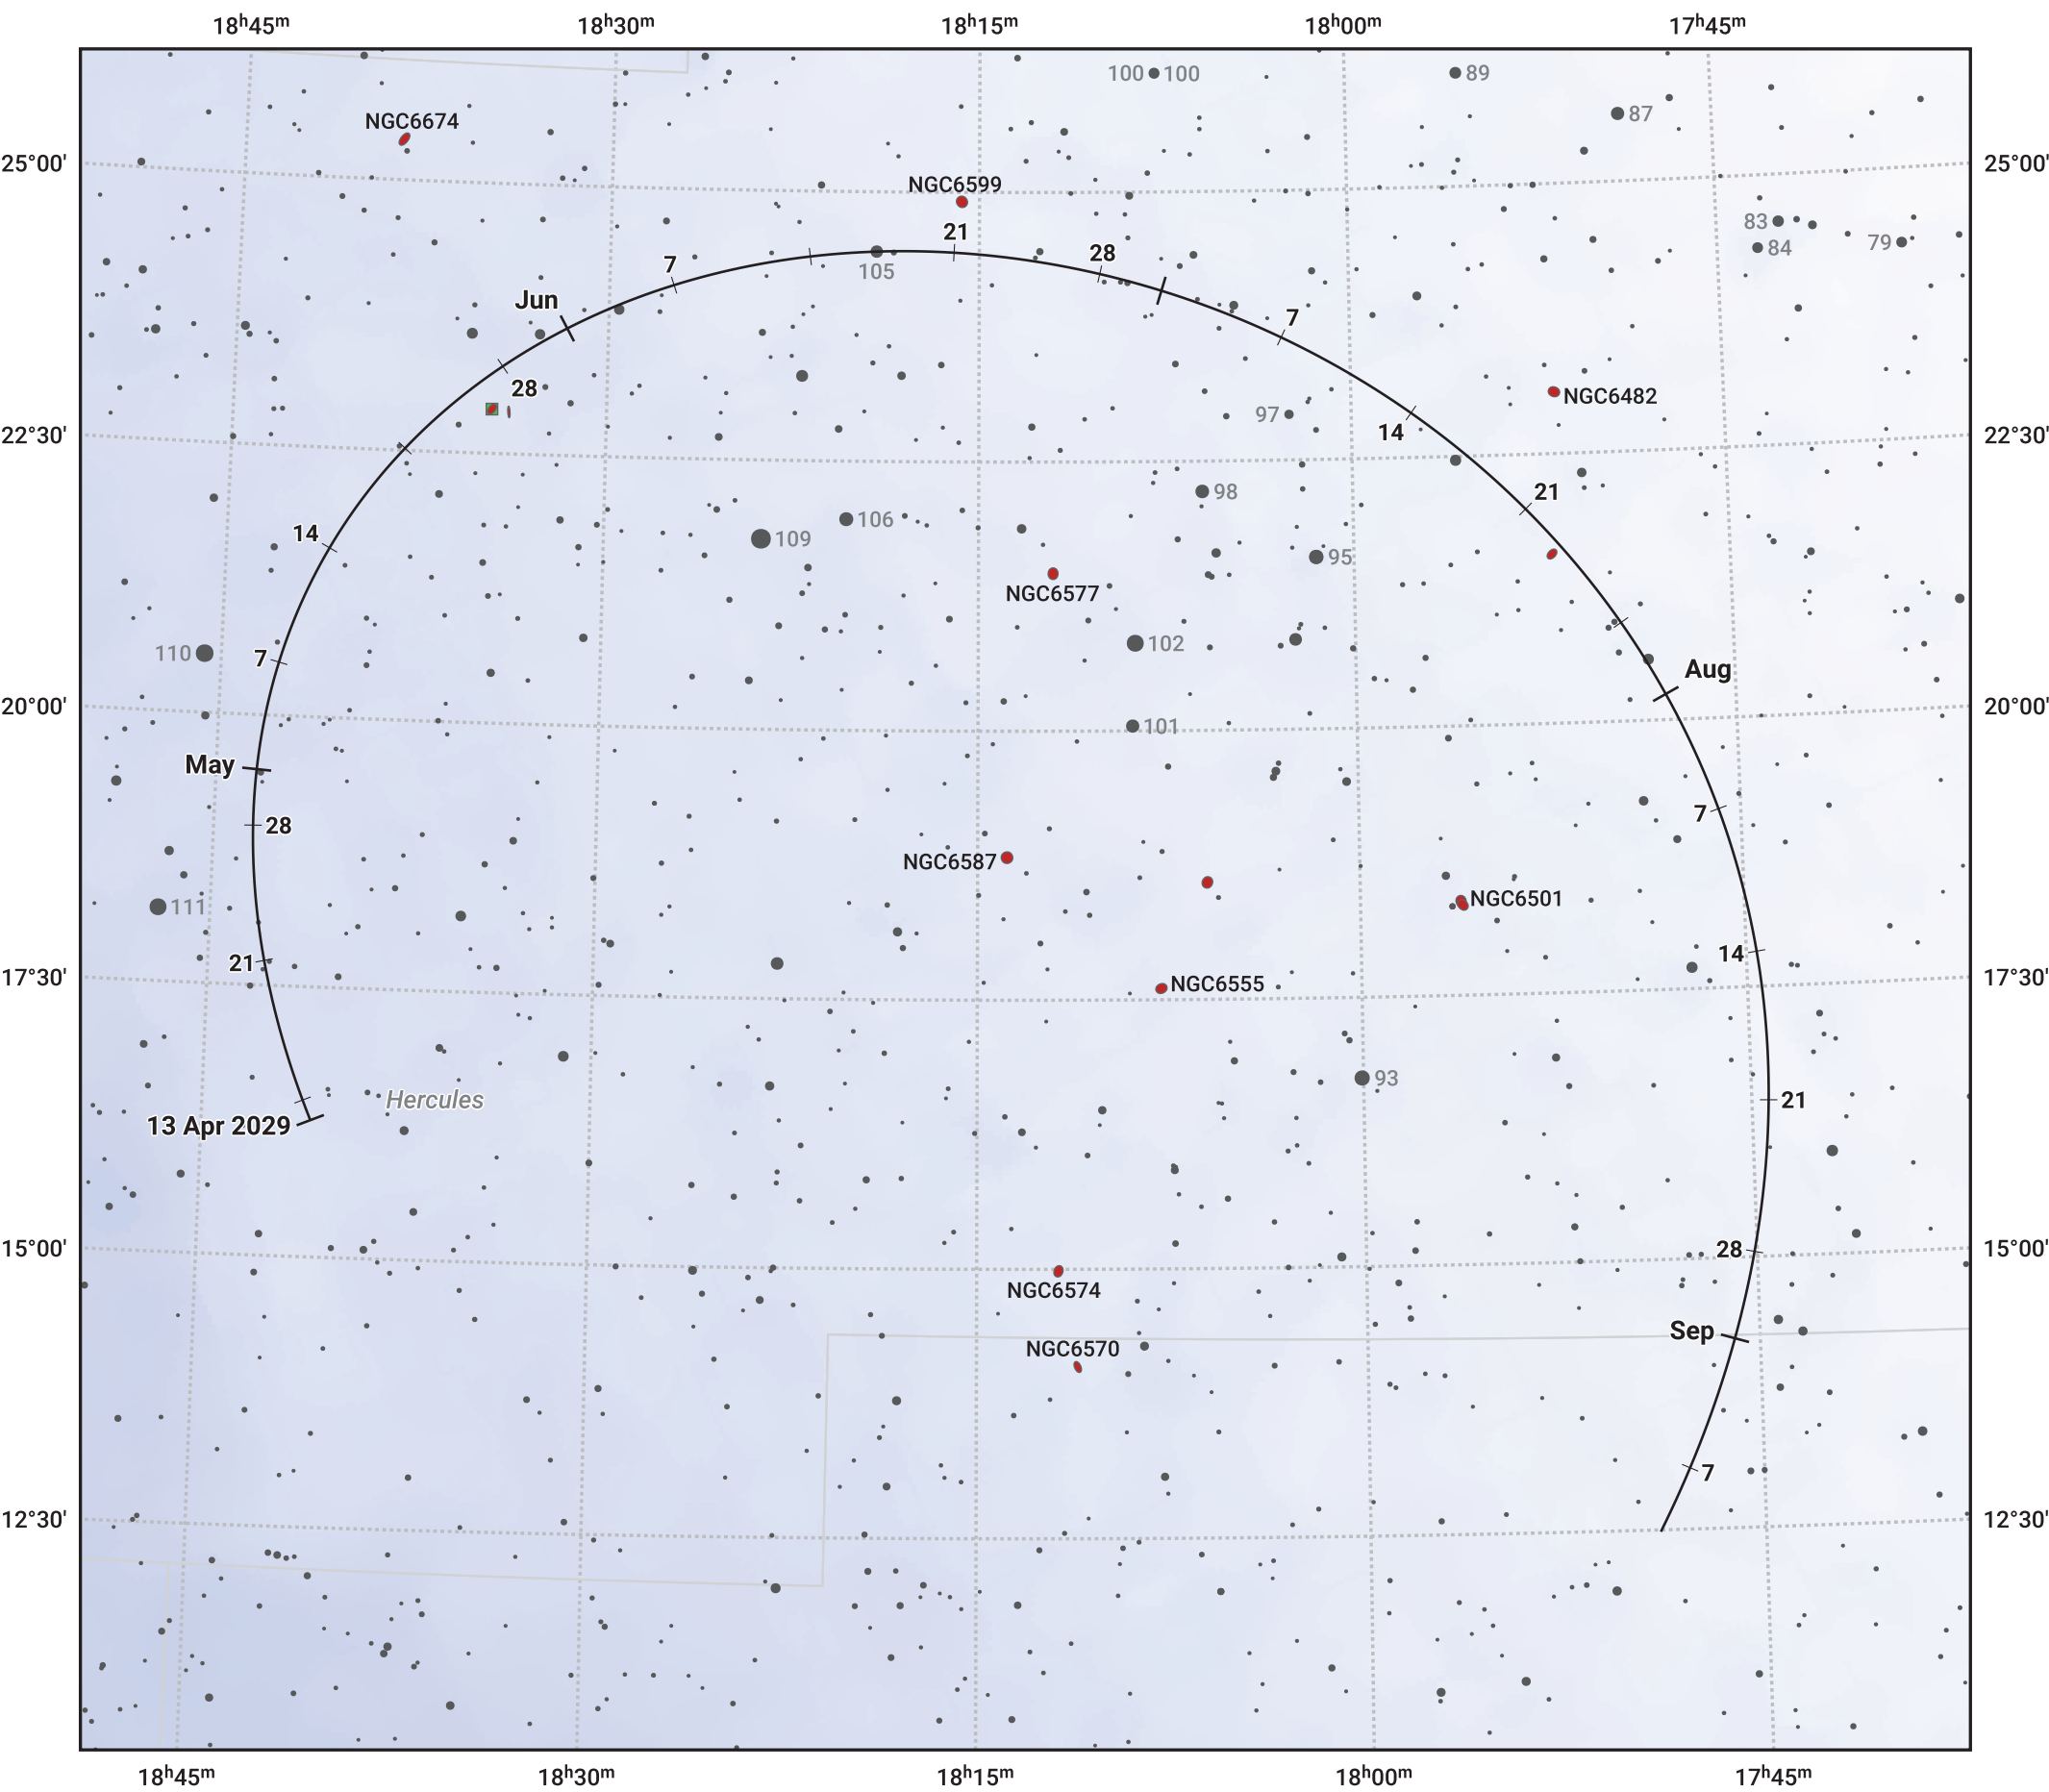 18ʰ45ᵐ 18ʰ30ᵐ 18ʰ15ᵐ 18ʰ00ᵐ 17ʰ45ᵐ
100 100 89
87
NGC6674
25°00' 25°00'
NGC6599
83
21 79
28 84
7 105
Jun
7
28 NGC6482
97
14
22°30' 22°30'
98 21
106
14 109
95
NGC6577
102
110 7
Aug
20°00' 20°00'
101
May
7
28
NGC6587
NGC6501
111
14
21
17°30' NGC6555 17°30'
93
Hercules 21
13 Apr 2029
15°00' 28 15°00'
NGC6574
Sep
NGC6570
7
12°30' 12°30'
18ʰ45ᵐ 18ʰ30ᵐ 18ʰ15ᵐ 18ʰ00ᵐ 17ʰ45ᵐ